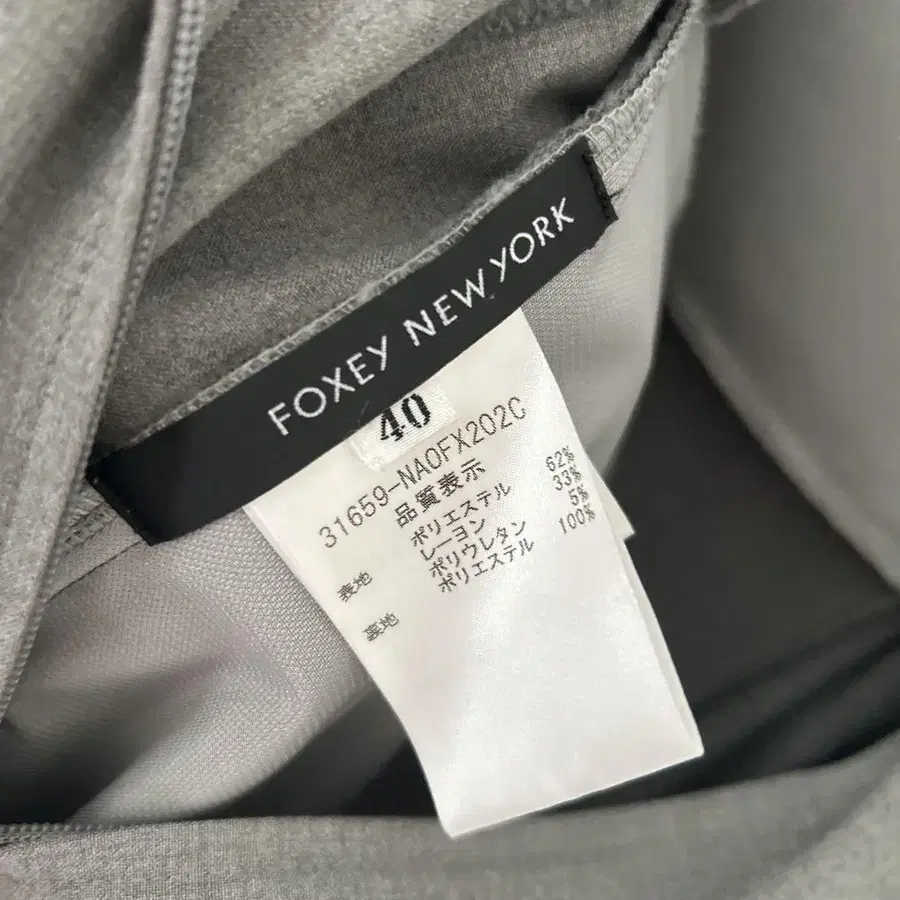 FOXEY NEW YORK
40
31659-NA0FX202C
品質表示
表地 ポリエステル 62%
レーヨン 33%
ポリウレタン 5%
裏地 ポリエステル 100%